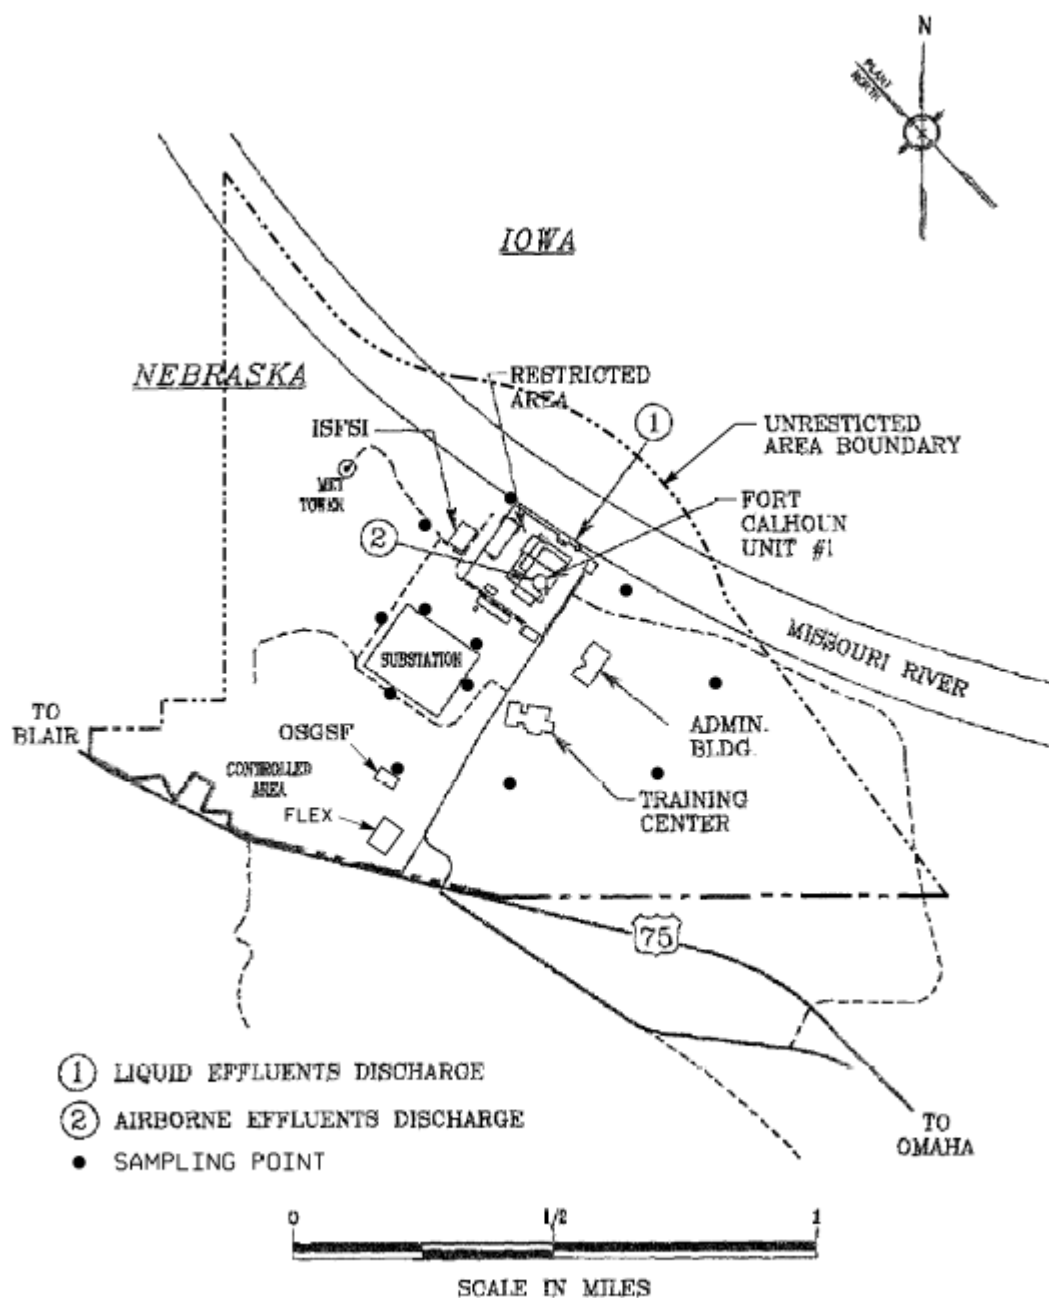 N
PLANT
NORTH
IOWA
NEBRASKA
RESTRICTED
AREA
1
UNRESTICTED
AREA BOUNDARY
ISFSI
MET
TOWER
2
FORT
CALHOUN
UNIT #1
MISSOURI RIVER
SUBSTATION
TO
BLAIR
OSGSF
ADMIN.
BLDG.
CONTROLLED
AREA
TRAINING
CENTER
FLEX
75
1 LIQUID EFFLUENTS DISCHARGE
2 AIRBORNE EFFLUENTS DISCHARGE
SAMPLING POINT
TO
OMAHA
0 1/2 1
SCALE IN MILES